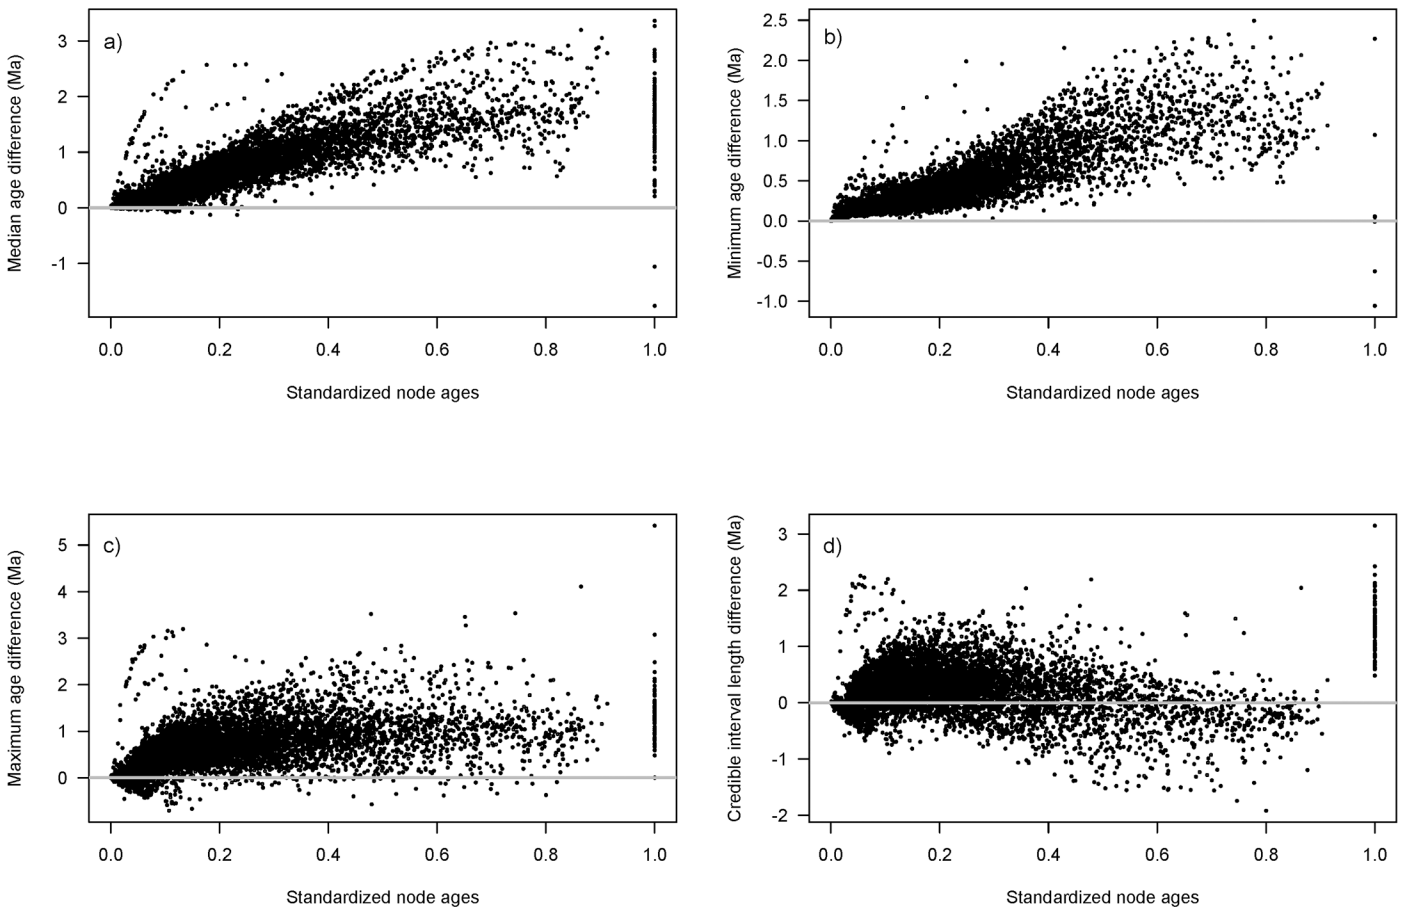 a)
Median age difference (Ma)
3
2
1
0
-1
0.0 0.2 0.4 0.6 0.8 1.0
Standardized node ages
b)
Minimum age difference (Ma)
2.5
2.0
1.5
1.0
0.5
0.0
-0.5
-1.0
0.0 0.2 0.4 0.6 0.8 1.0
Standardized node ages
c)
Maximum age difference (Ma)
5
4
3
2
1
0
0.0 0.2 0.4 0.6 0.8 1.0
Standardized node ages
d)
Credible interval length difference (Ma)
3
2
1
0
-1
-2
0.0 0.2 0.4 0.6 0.8 1.0
Standardized node ages